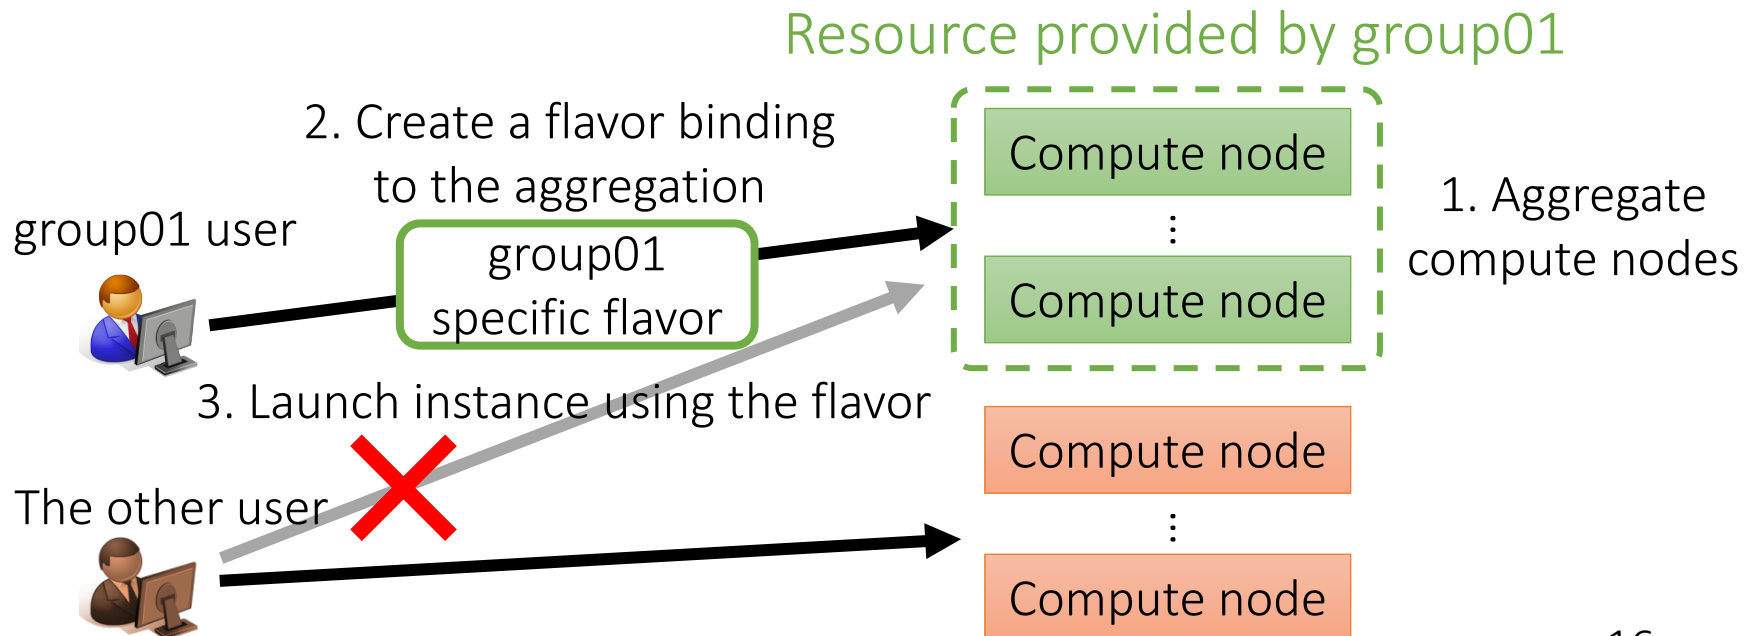 Resource provided by group01
2. Create a flavor binding
to the aggregation
group01 user
group01
specific flavor
Compute node
⋮
Compute node
1. Aggregate
compute nodes
3. Launch instance using the flavor
The other user
Compute node
⋮
Compute node